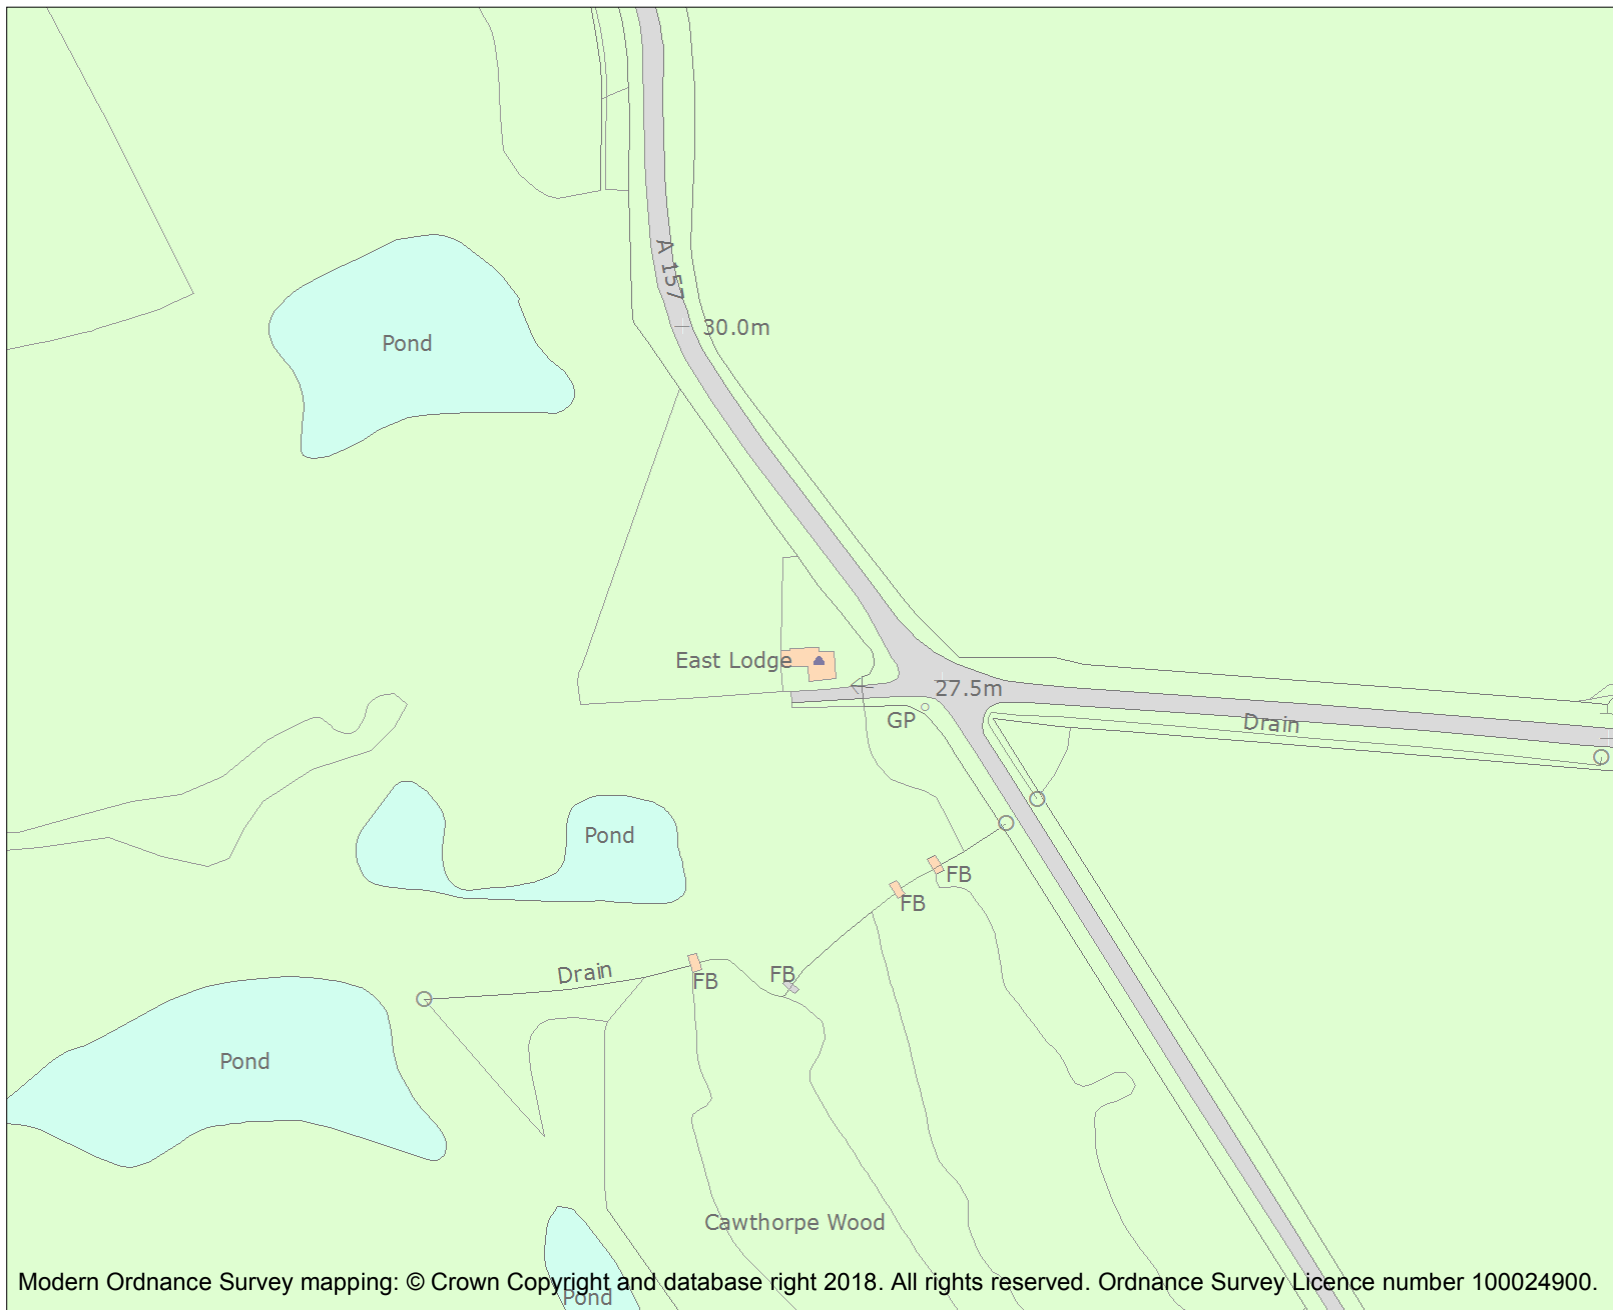 A 157
30.0m
Pond
East Lodge
27.5m
GP
Drain
Pond
FB
FB
Drain
FB
FB
Pond
Cawthorpe Wood
Pond
Modern Ordnance Survey mapping: © Crown Copyright and database right 2018. All rights reserved. Ordnance Survey Licence number 100024900.